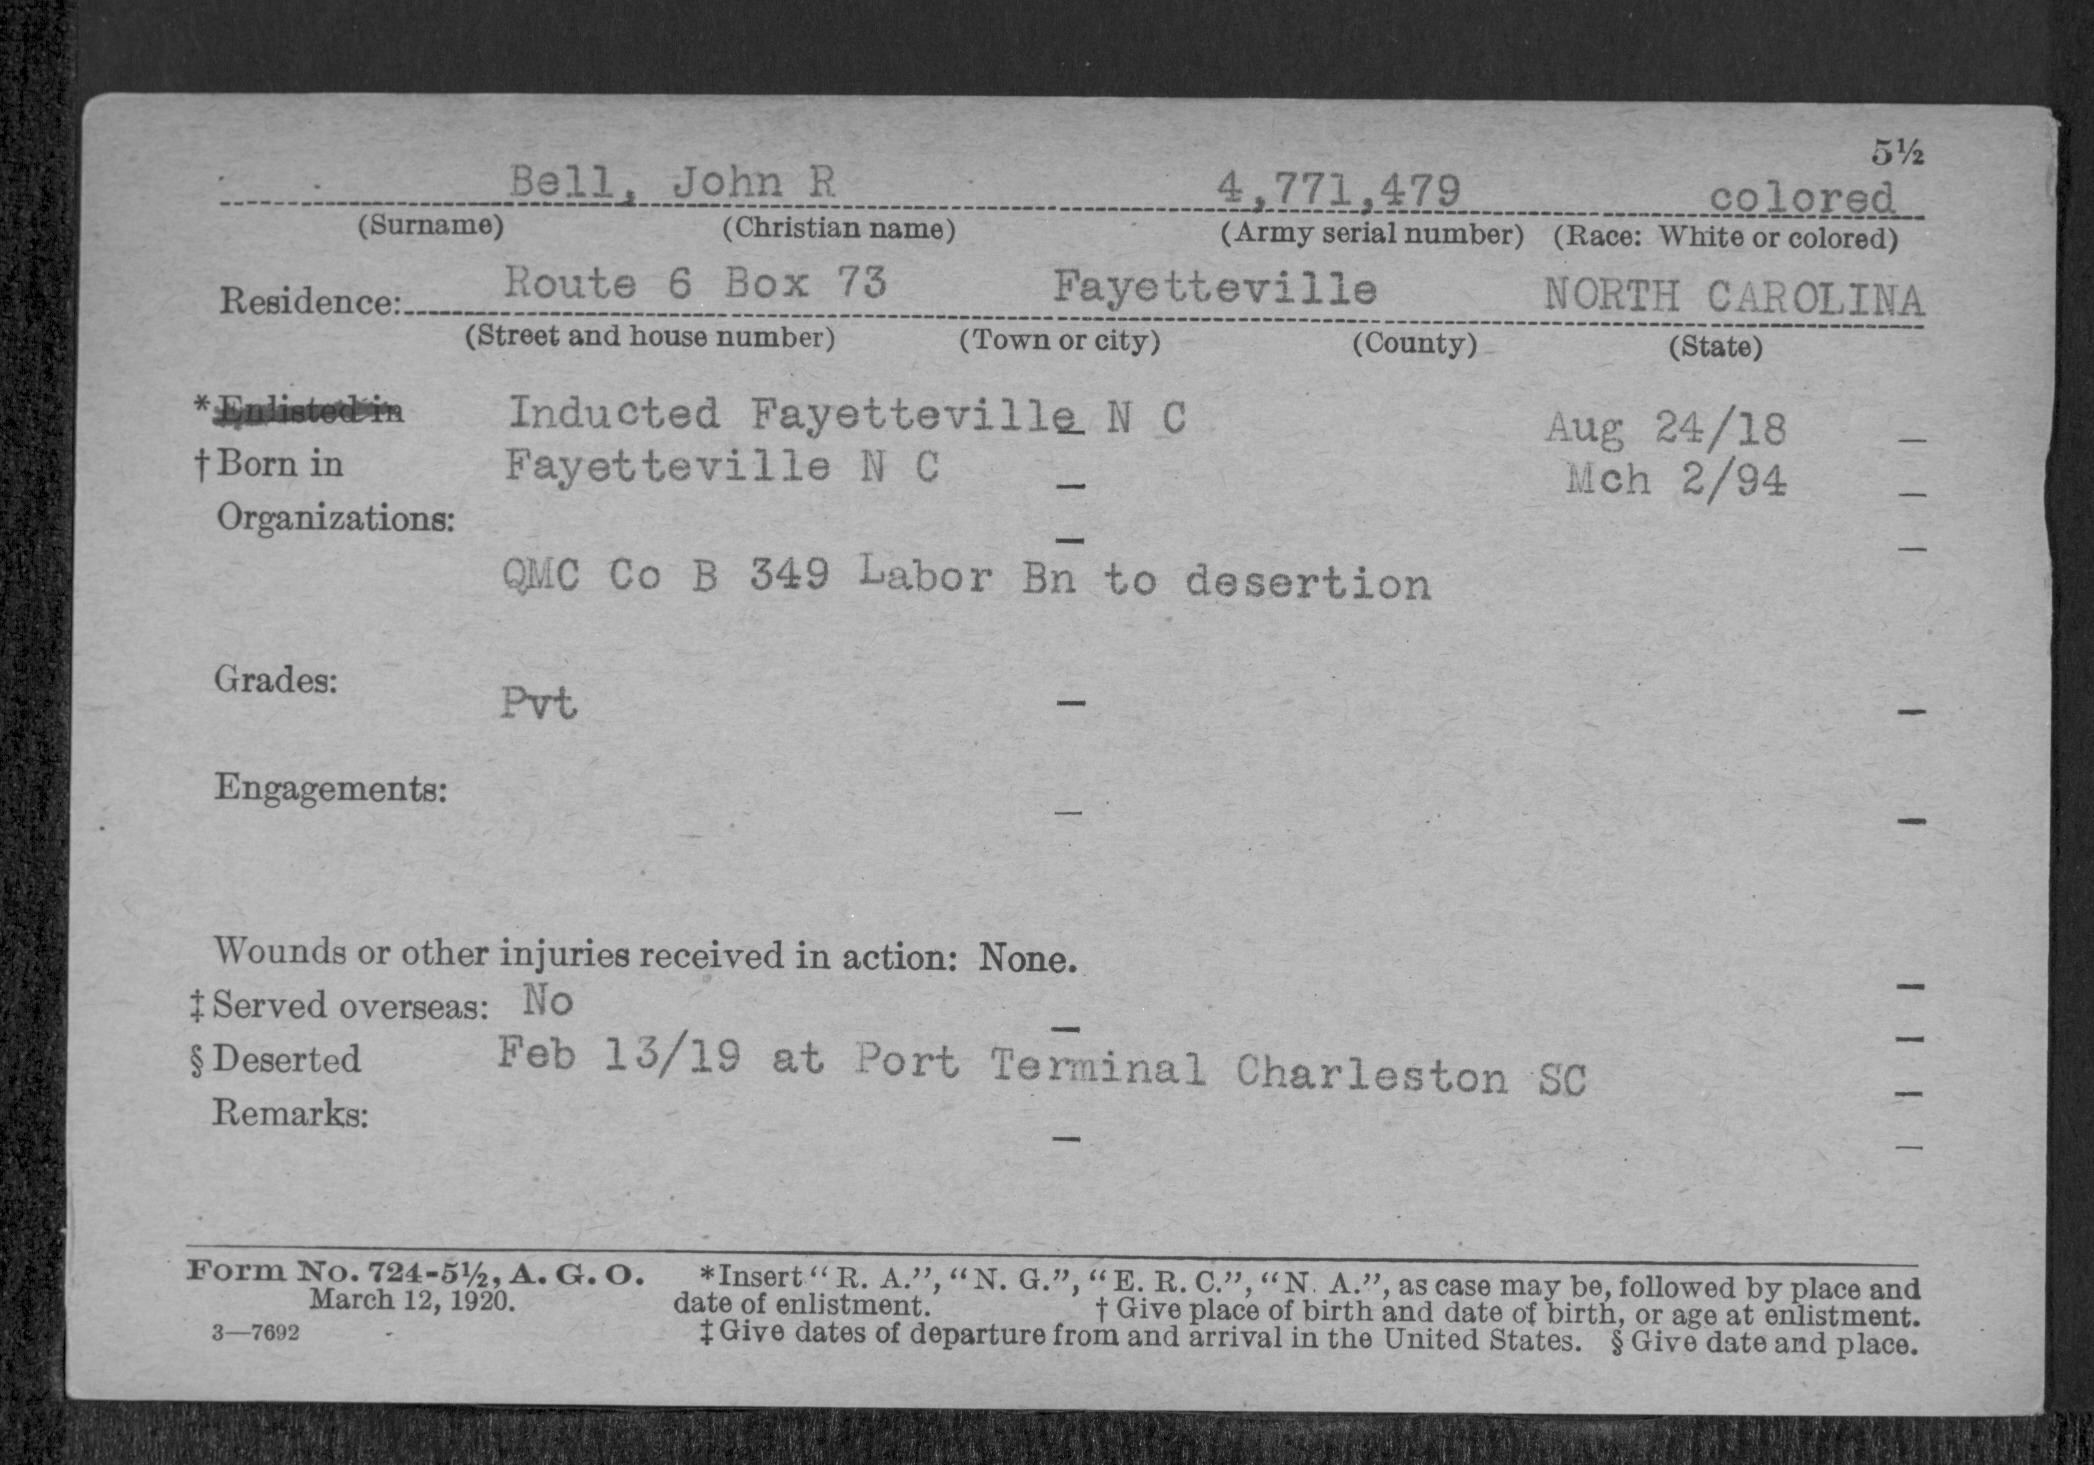 5½
Bell, John R 4,771,479 colored
(Surname) (Christian name) (Army serial number) (Race: White or colored)
Residence: Route 6 Box 73 Fayetteville NORTH CAROLINA
(Street and house number) (Town or city) (County) (State)
*Enlisted in Inducted Fayetteville N C Aug 24/18 —
†Born in Fayetteville N C — Mch 2/94 —
Organizations: — —
QMC Co B 349 Labor Bn to desertion
Grades: Pvt — —
Engagements: — —
Wounds or other injuries received in action: None. —
‡Served overseas: No — —
§Deserted Feb 13/19 at Port Terminal Charleston SC —
Remarks: — —
Form No. 724-5½, A. G. O. *Insert "R. A.", "N. G.", "E. R. C.", "N. A.", as case may be, followed by place and
March 12, 1920. date of enlistment. †Give place of birth and date of birth, or age at enlistment.
3—7692 ‡Give dates of departure from and arrival in the United States. §Give date and place.